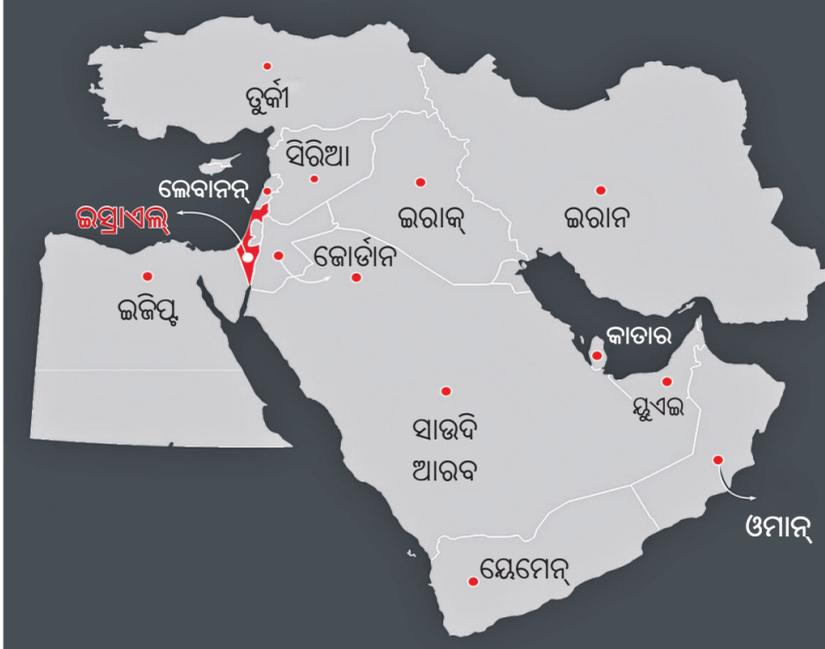 ତୁର୍କୀ
ସିରିଆ
ଲେବାନନ୍
ଇସ୍ରାଏଲ୍
ଇରାକ୍
ଇରାନ
ଜୋର୍ଡାନ
ଇଜିପ୍ଟ
କାତାର
ୟୁଏଇ
ସାଉଦି
ଆରବ
ଓମାନ୍
ୟେମେନ୍